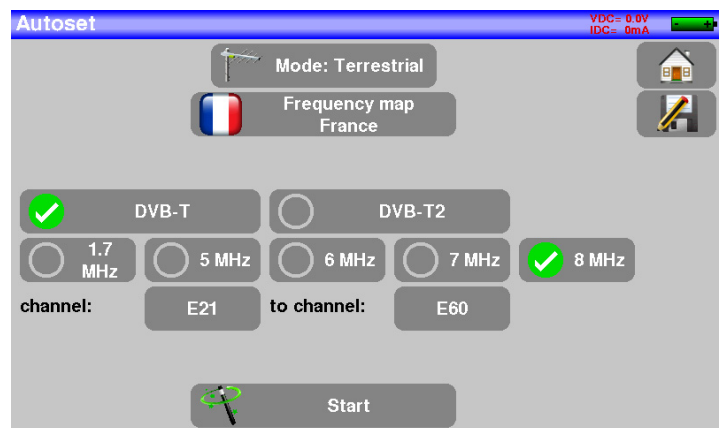 Autoset
VDC= 0.0V
IDC= 0mA
- +
Mode: Terrestrial
Frequency map
France
DVB-T
DVB-T2
1.7
MHz
5 MHz
6 MHz
7 MHz
8 MHz
channel:
E21
to channel:
E60
Start